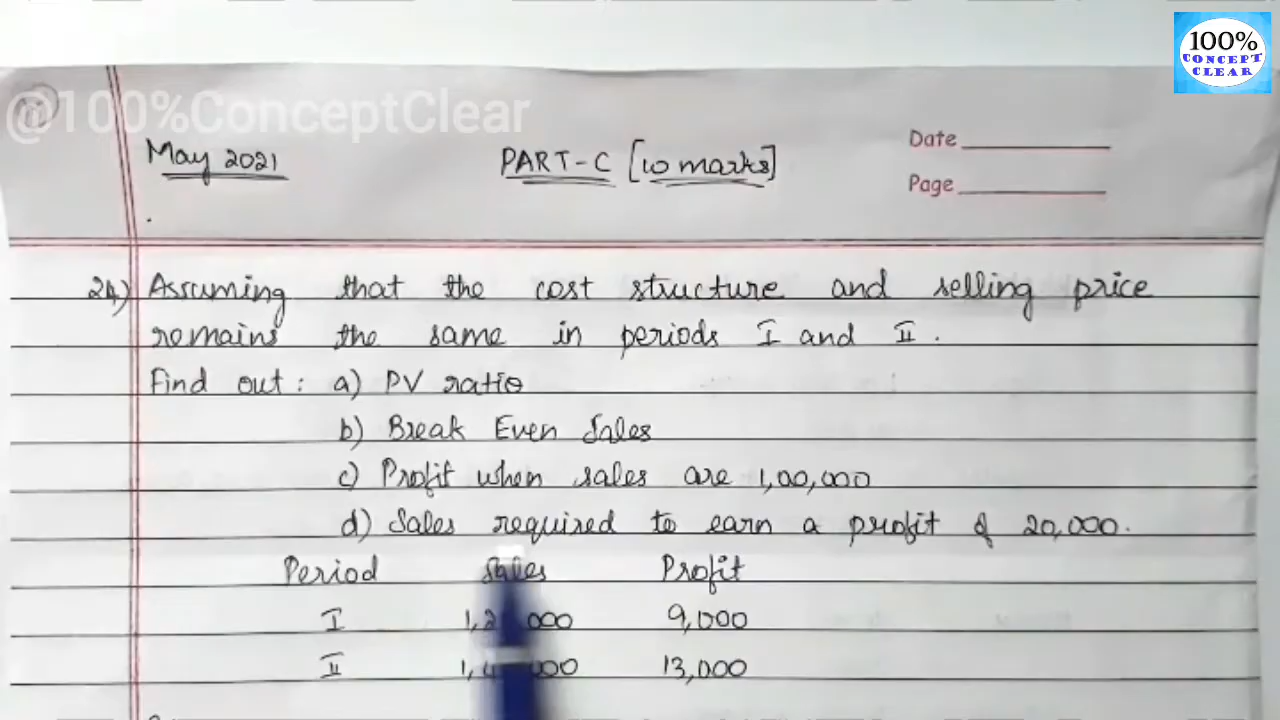 100%
CONCEPT
CLEAR
@100%ConceptClear
May 2021
PART-C [10 marks]
Date
Page
24) Assuming that the cost structure and selling price
remains the same in periods I and II.
Find out: a) PV ratio
b) Break Even Sales
c) Profit when sales are 1,00,000
d) Sales required to earn a profit of 20,000.
Period Sales Profit
I 9,000
II 13,000